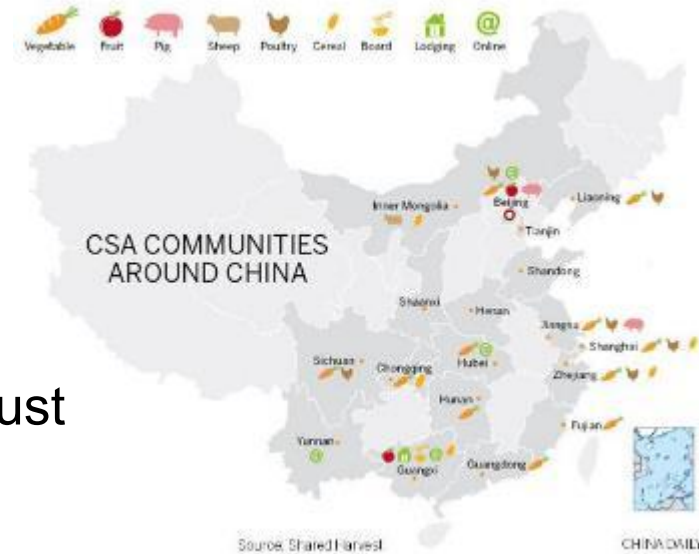 Vegetable Fruit Pig Sheep Poultry Cereal Board Lodging Online
CSA COMMUNITIES
AROUND CHINA
Inner Mongolia
Beijing
Liaoning
Tianjin
Shandong
Shaanxi
Henan
Jiangsu
Shanghai
Sichuan
Chongqing
Hubei
Zhejiang
Hunan
ust
Fujian
Yunnan
Guangxi
Guangdong
Source: Shared Harvest
CHINA DAILY